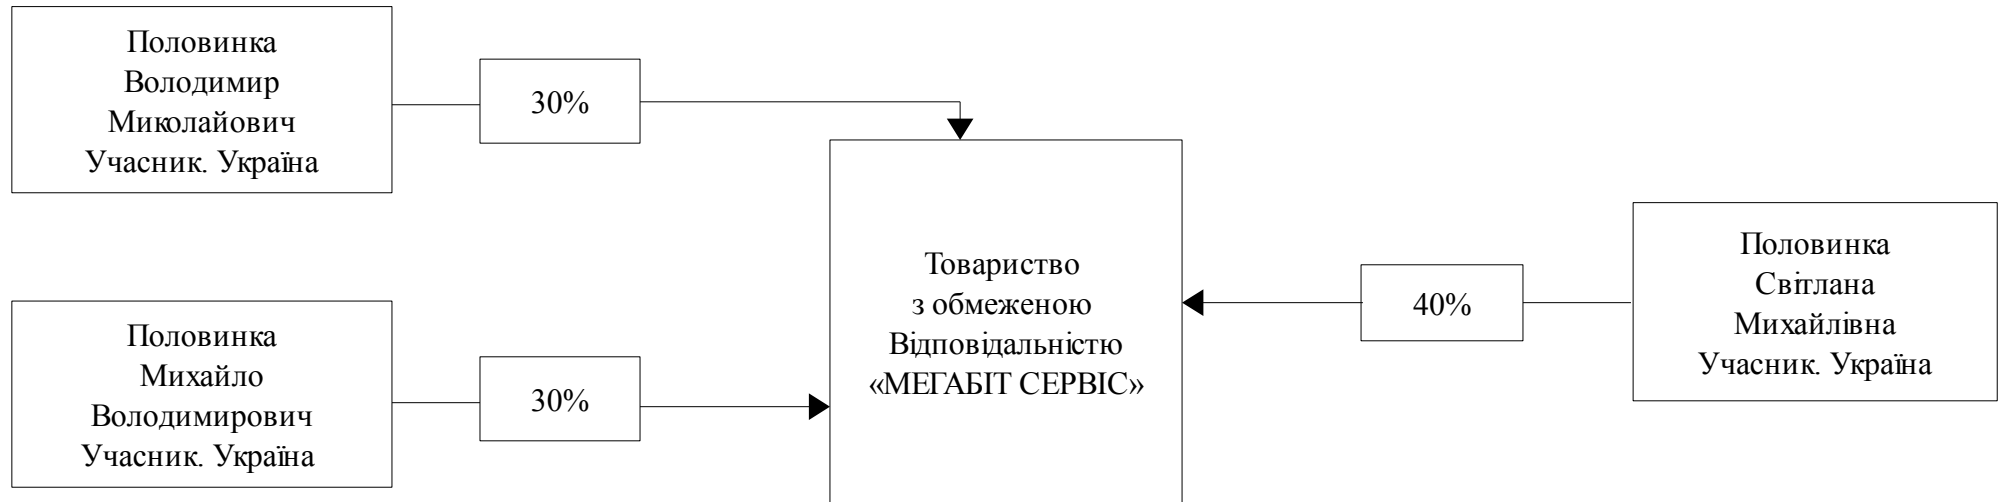 Половинка
Володимир
Миколайович
Учасник. Україна
30%
Половинка
Михайло
Володимирович
Учасник. Україна
30%
Товариство
з обмеженою
Відповідальністю
«МЕГАБІТ СЕРВІС»
40%
Половинка
Світлана
Михайлівна
Учасник. Україна